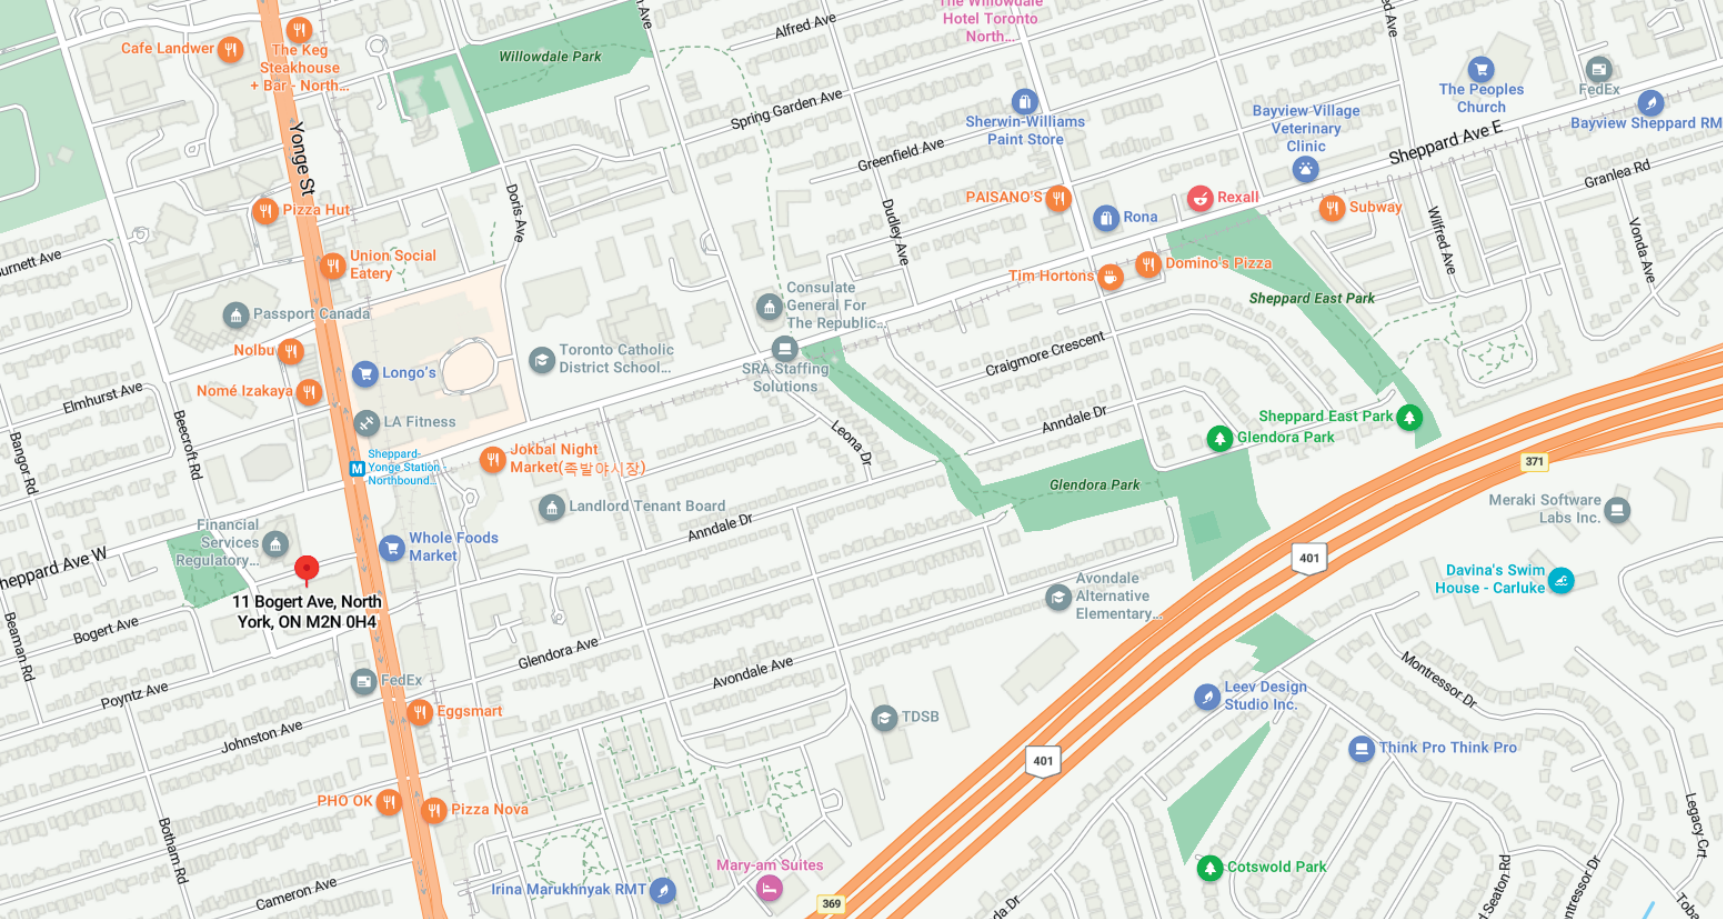 The Willowdale
Hotel Toronto
North...
Alfred Ave
Cafe Landwer
The Keg
Steakhouse
+ Bar - North...
Willowdale Park
Spring Garden Ave
Sherwin-Williams
Paint Store
Greenfield Ave
The Peoples
Church
FedEx
Bayview Village
Veterinary
Clinic
Bayview Sheppard RM
Sheppard Ave E
Granlea Rd
Yonge St
Doris Ave
Dudley Ave
PAISANO'S
Rona
Rexall
Subway
Wilfred Ave
Vonda Ave
Pizza Hut
Union Social
Eatery
Passport Canada
Consulate
General For
The Republic...
Tim Hortons
Domino's Pizza
Sheppard East Park
Nolbu
Longo's
Toronto Catholic
District School...
SRA Staffing
Solutions
Craigmore Crescent
Elmhurst Ave
Nomé Izakaya
LA Fitness
Beecroft Rd
Bangor Rd
Leona Dr
Anndale Dr
Sheppard East Park
Glendora Park
Sheppard-
Yonge Station -
Northbound...
Jokbal Night
Market(족발야시장)
Glendora Park
371
Landlord Tenant Board
Anndale Dr
Meraki Software
Labs Inc.
Financial
Services
Regulatory...
Whole Foods
Market
heppard Ave W
401
11 Bogert Ave, North
York, ON M2N 0H4
Avondale
Alternative
Elementary...
Davina's Swim
House - Carluke
Bogert Ave
Beaman Rd
Glendora Ave
Avondale Ave
Poyntz Ave
FedEx
Eggsmart
TDSB
Leev Design
Studio Inc.
Montressor Dr
Johnston Ave
401
Think Pro Think Pro
PHO OK
Pizza Nova
Botham Rd
Legacy Crt
Mary-am Suites
Irina Marukhnyak RMT
Cameron Ave
369
Cotswold Park
Seaton Rd
ntressor Dr